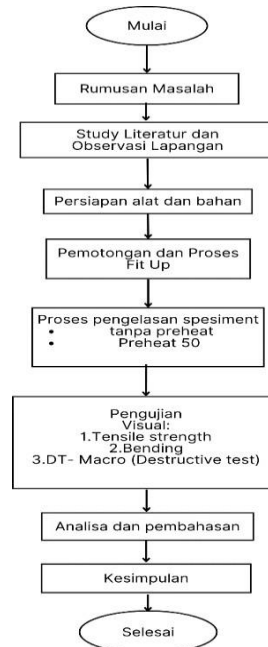 Mulai
Rumusan Masalah
Study Literatur dan
Observasi Lapangan
Persiapan alat dan bahan
Pemotongan dan Proses
Fit Up
Proses pengelasan spesiment
• tanpa preheat
• Preheat 50
Pengujian
Visual:
1.Tensile strength
2.Bending
3.DT- Macro (Destructive test)
Analisa dan pembahasan
Kesimpulan
Selesai